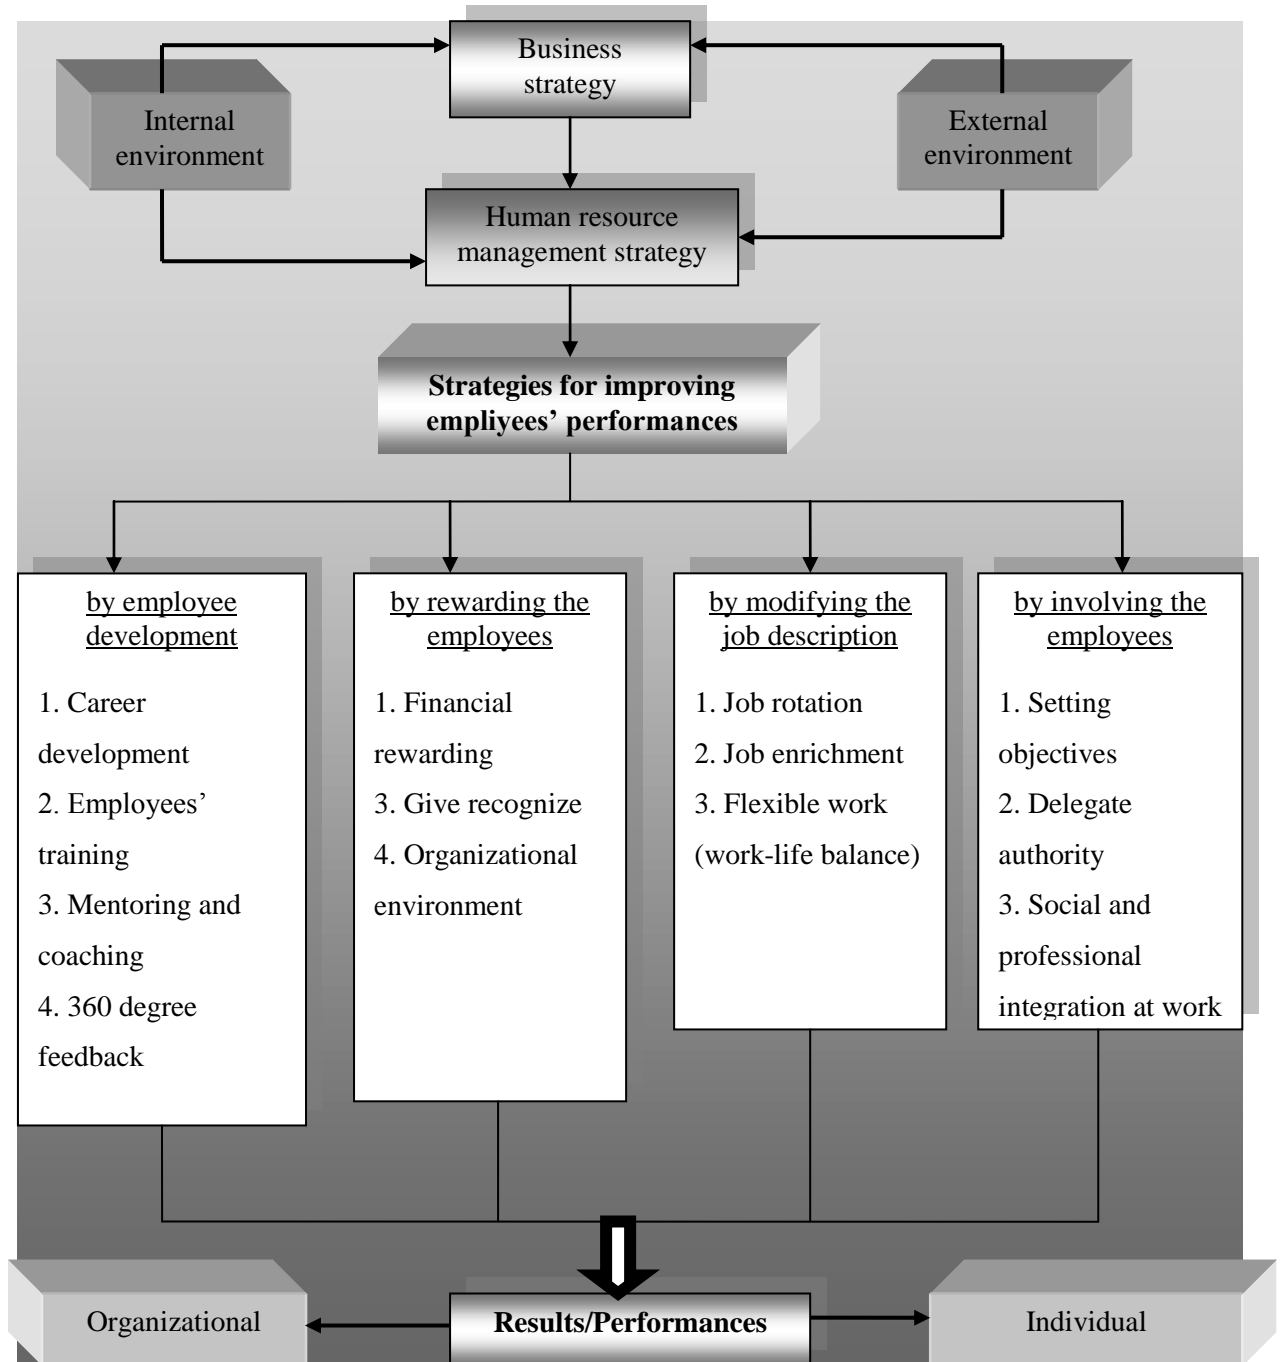 Business
strategy
Internal
environment
External
environment
Human resource
management strategy
Strategies for improving
empliyees’ performances
by employee
development
1. Career
development
2. Employees’
training
3. Mentoring and
coaching
4. 360 degree
feedback
by rewarding the
employees
1. Financial
rewarding
3. Give recognize
4. Organizational
environment
by modifying the
job description
1. Job rotation
2. Job enrichment
3. Flexible work
(work-life balance)
by involving the
employees
1. Setting
objectives
2. Delegate
authority
3. Social and
professional
integration at work
Organizational
Results/Performances
Individual